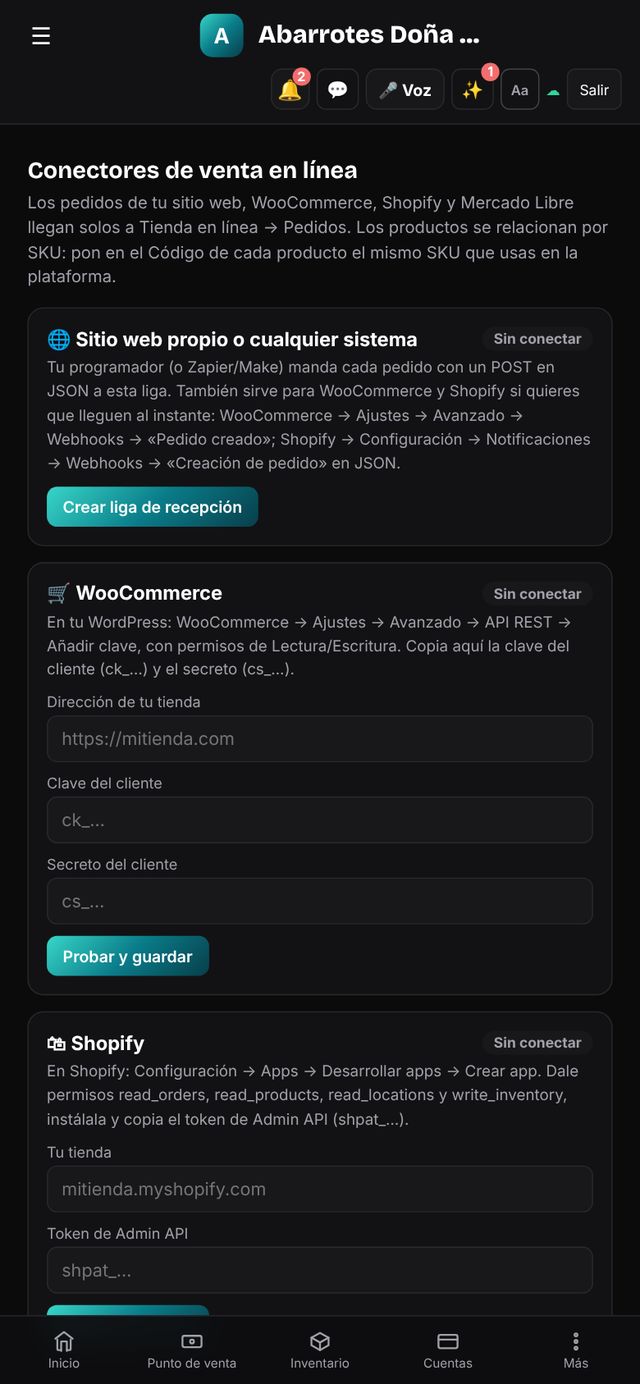 ☰ A Abarrotes Doña ...
🔔 2 💬 🎤 Voz ✨ 1 Aa ☁ Salir
Conectores de venta en línea
Los pedidos de tu sitio web, WooCommerce, Shopify y Mercado Libre
llegan solos a Tienda en línea → Pedidos. Los productos se relacionan por
SKU: pon en el Código de cada producto el mismo SKU que usas en la
plataforma.
🌐 Sitio web propio o cualquier sistema
Sin conectar
Tu programador (o Zapier/Make) manda cada pedido con un POST en
JSON a esta liga. También sirve para WooCommerce y Shopify si quieres
que lleguen al instante: WooCommerce → Ajustes → Avanzado →
Webhooks → «Pedido creado»; Shopify → Configuración → Notificaciones
→ Webhooks → «Creación de pedido» en JSON.
Crear liga de recepción
🛒 WooCommerce
Sin conectar
En tu WordPress: WooCommerce → Ajustes → Avanzado → API REST →
Añadir clave, con permisos de Lectura/Escritura. Copia aquí la clave del
cliente (ck_...) y el secreto (cs_...).
Dirección de tu tienda
https://mitienda.com
Clave del cliente
ck_...
Secreto del cliente
cs_...
Probar y guardar
🛍 Shopify
Sin conectar
En Shopify: Configuración → Apps → Desarrollar apps → Crear app. Dale
permisos read_orders, read_products, read_locations y write_inventory,
instálala y copia el token de Admin API (shpat_...).
Tu tienda
mitienda.myshopify.com
Token de Admin API
shpat_...
Inicio
Punto de venta
Inventario
Cuentas
Más